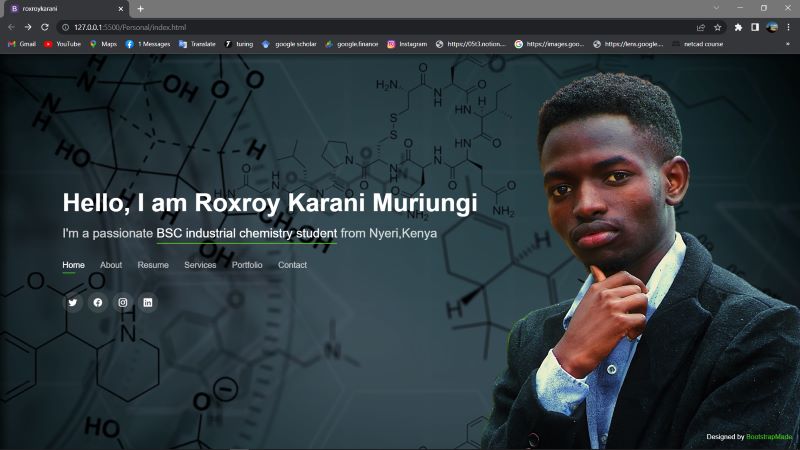 roxroykarani
127.0.0.1:5500/Personal/index.html
Gmail YouTube Maps 1 Messages Translate turing google scholar google.finance Instagram https://05t3.notion... https://images.goo... https://lens.google.... netcad course »
H₂N O OH
Hello, I am Roxroy Karani Muriungi
I'm a passionate BSC industrial chemistry student from Nyeri,Kenya
Home About Resume Services Portfolio Contact
Designed by BootstrapMade